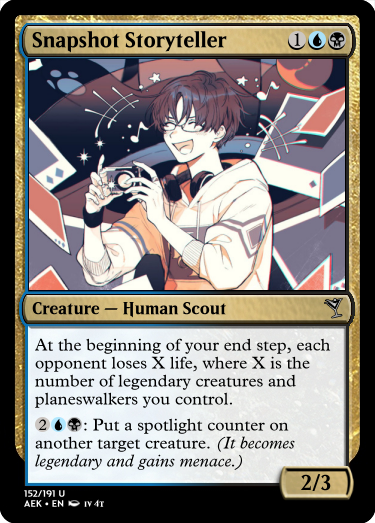 Snapshot Storyteller 1
Creature — Human Scout
At the beginning of your end step, each
opponent loses X life, where X is the
number of legendary creatures and
planeswalkers you control.
2: Put a spotlight counter on
another target creature. (It becomes
legendary and gains menace.)
2/3
152/191 U
AEK • EN IV 4T